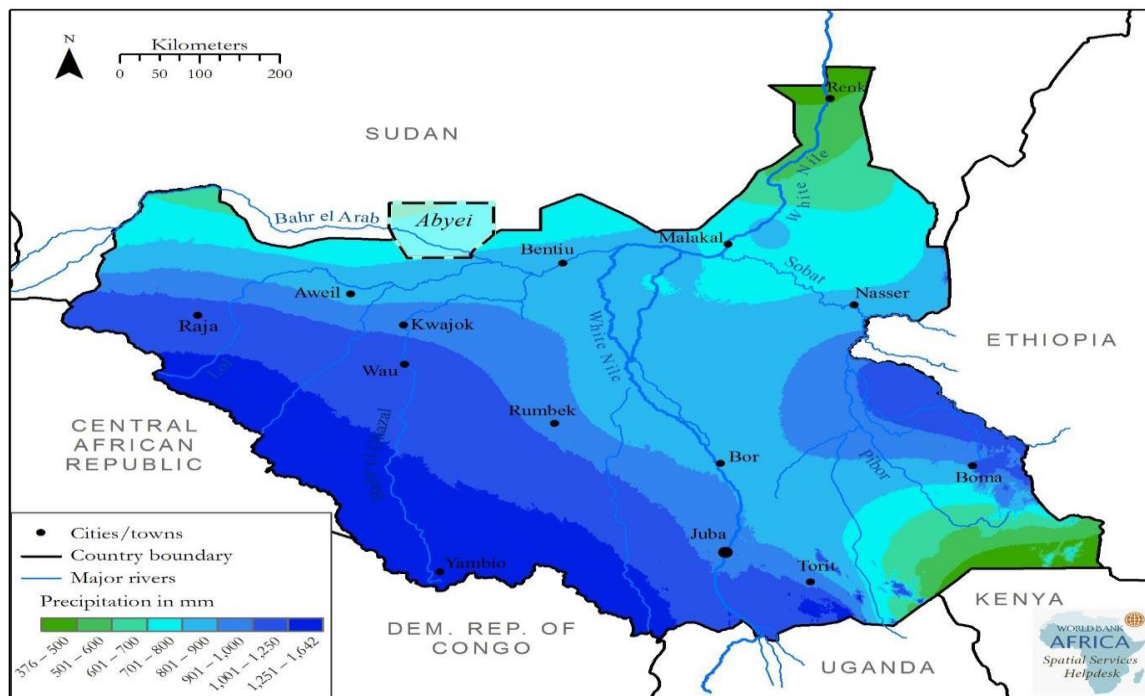 N
Kilometers
0 50 100 200
SUDAN
Renk
White Nile
Bahr el Arab
Abyei
Bentiu
Malakal
Sobat
Nasser
Aweil
Raja
Kwajok
ETHIOPIA
Wau
Lol
White Nile
Rumbek
CENTRAL
AFRICAN
REPUBLIC
Bahr el Ghazal
Bor
Pibor
Boma
Juba
Yambio
Torit
KENYA
DEM. REP. OF
CONGO
UGANDA
Cities/towns
Country boundary
Major rivers
Precipitation in mm
376 – 500
501 – 600
601 – 700
701 – 800
801 – 900
901 – 1,000
1,001 – 1,250
1,251 – 1,642
WORLD BANK
AFRICA
Spatial Services
Helpdesk